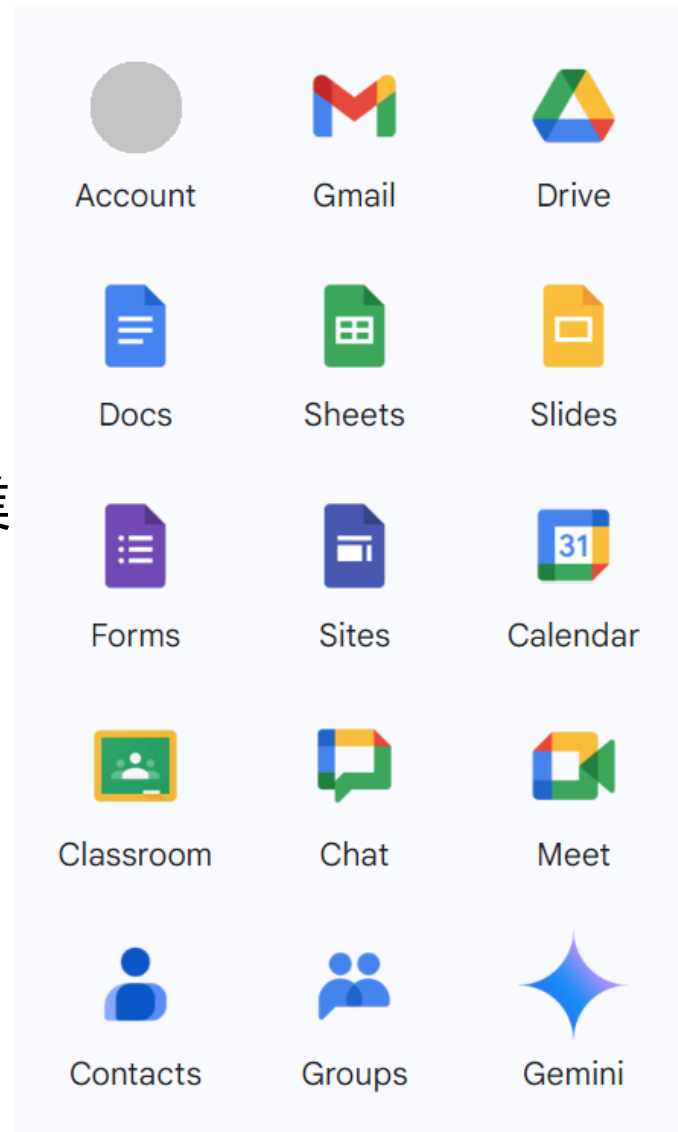 Account Gmail Drive
Docs Sheets Slides
31
Forms Sites Calendar
Classroom Chat Meet
Contacts Groups Gemini